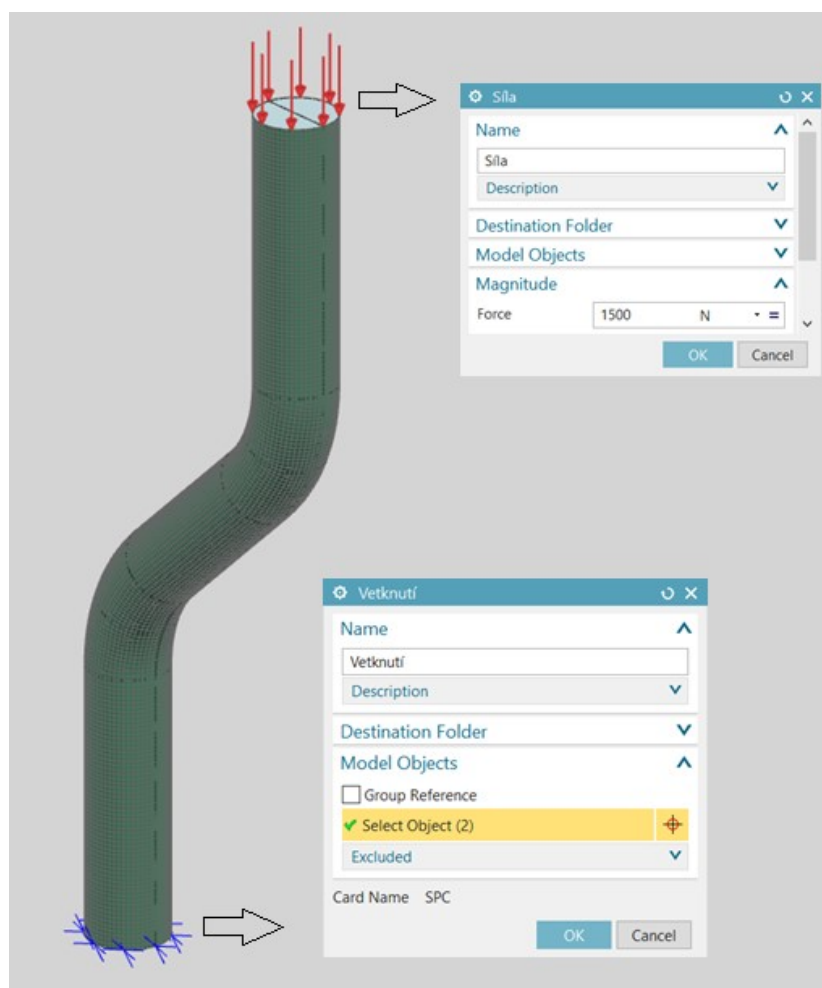 Síla
Name
Síla
Description
Destination Folder
Model Objects
Magnitude
Force 1500 N
OK Cancel
Vetknutí
Name
Vetknutí
Description
Destination Folder
Model Objects
Group Reference
Select Object (2)
Excluded
Card Name SPC
OK Cancel